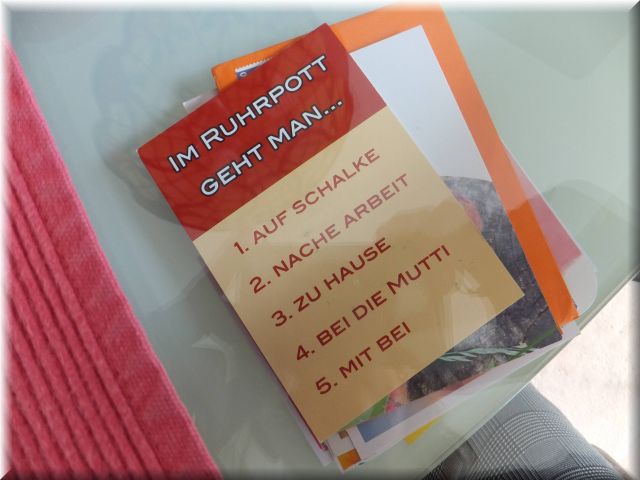 IM RUHRPOTT
GEHT MAN...
1. AUF SCHALKE
2. NACHE ARBEIT
3. ZU HAUSE
4. BEI DIE MUTTI
5. MIT BEI